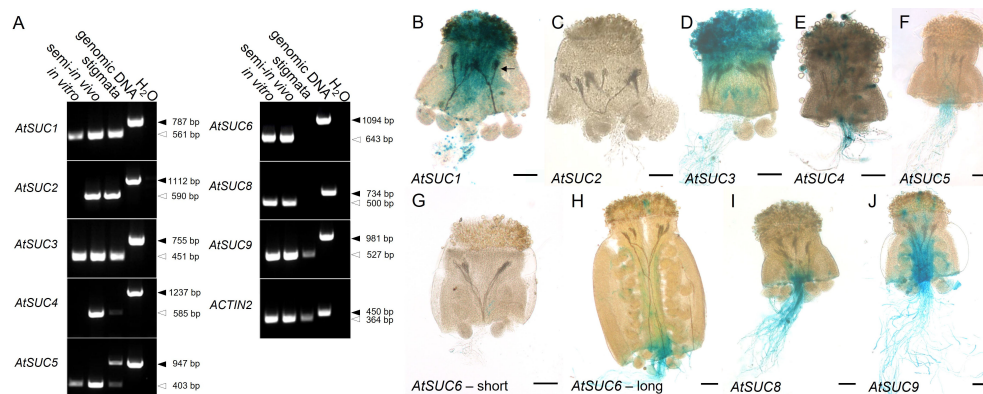 A
in vitro
semi-in vivo
stigmata
genomic DNA
H2O
AtSUC1
787 bp
561 bp
AtSUC2
1112 bp
590 bp
AtSUC3
755 bp
451 bp
AtSUC4
1237 bp
585 bp
AtSUC5
947 bp
403 bp
in vitro
semi-in vivo
stigmata
genomic DNA
H2O
AtSUC6
1094 bp
643 bp
AtSUC8
734 bp
500 bp
AtSUC9
981 bp
527 bp
ACTIN2
450 bp
364 bp
B
AtSUC1
C
AtSUC2
D
AtSUC3
E
AtSUC4
F
AtSUC5
G
AtSUC6 – short
H
AtSUC6 – long
I
AtSUC8
J
AtSUC9